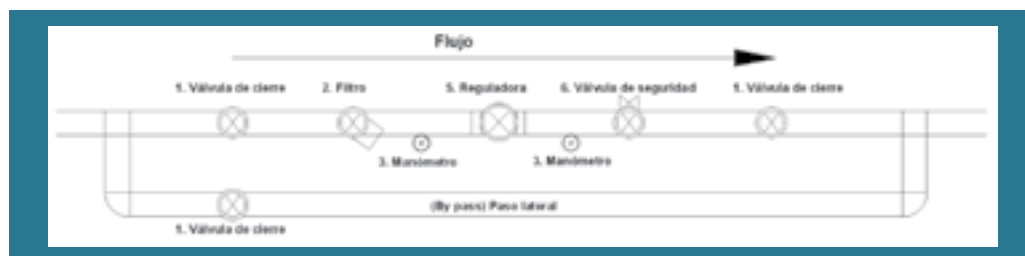 Flujo
1. Válvula de cierre
2. Filtro
5. Reguladora
6. Válvula de seguridad
1. Válvula de cierre
3. Manómetro
3. Manómetro
(By pass) Paso lateral
1. Válvula de cierre